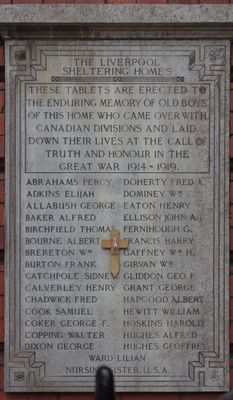 THE LIVERPOOL
SHELTERING HOMES
THESE TABLETS ARE ERECTED TO
THE ENDURING MEMORY OF OLD BOYS
OF THIS HOME WHO CAME OVER WITH
CANADIAN DIVISIONS AND LAID
DOWN THEIR LIVES AT THE CALL OF
TRUTH AND HONOUR IN THE
GREAT WAR 1914-1919.
ABRAHAMS PERCY DOHERTY FRED A.
ADKINS ELIJAH DOMINEY Wᴹ
ALLABUSH GEORGE EATON HENRY
BAKER ALFRED ELLISON JOHN A.
BIRCHFIELD THOMAS FERNIHOUGH G.
BOURNE ALBERT FRANCIS HARRY
BRERETON Wᴹ GAFFNEY Wᴹ H.
BURTON FRANK GIRVAN Wᴹ
CATCHPOLE SIDNEY GLIDDON GEO. F.
CALVERLEY HENRY GRANT GEORGE
CHADWICK FRED HAPGOOD ALBERT
COOK SAMUEL HEWITT WILLIAM
COKER GEORGE F. HOSKINS HAROLD
COPPING WALTER HUGHES ALFRED
DIXON GEORGE HUGHES GEOFFREY
WARD LILIAN
NURSING SISTER, U.S.A.